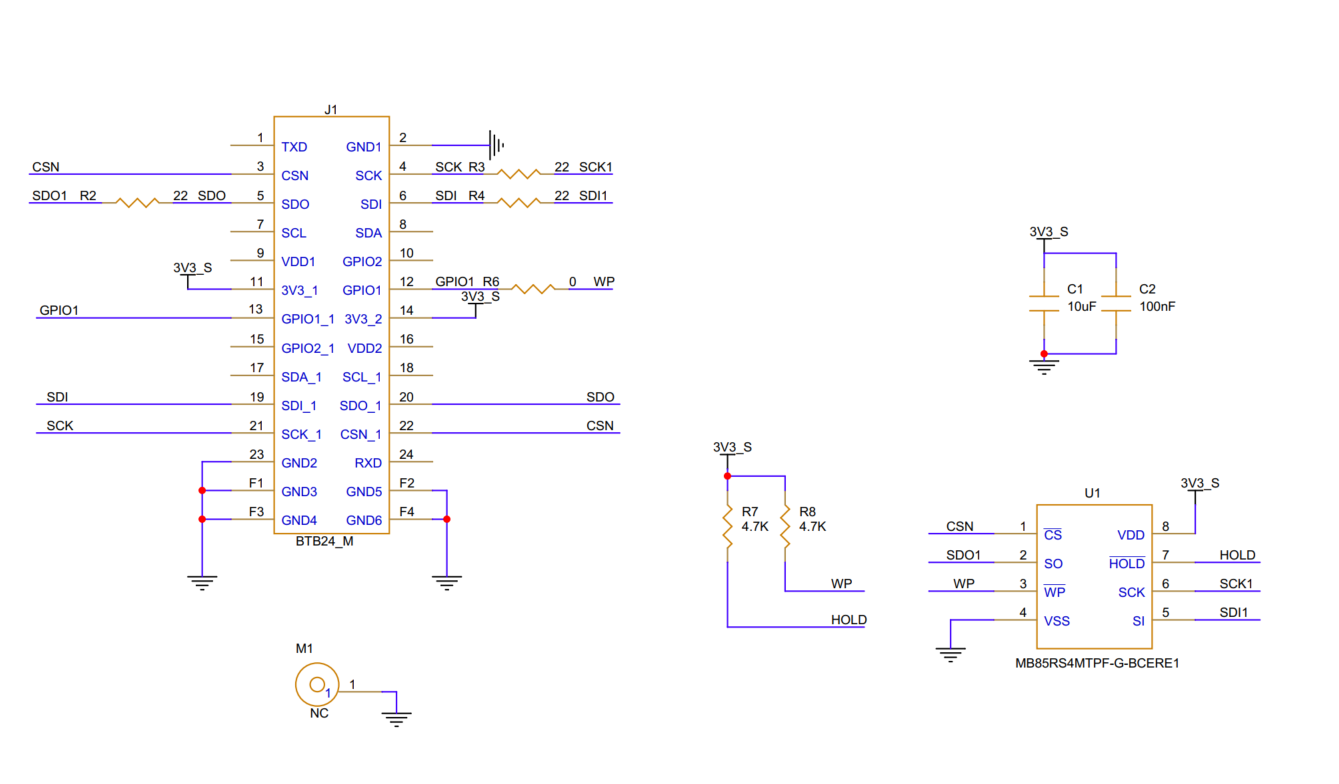 J1
1 TXD GND1 2
CSN 3 CSN SCK 4 SCK R3 22 SCK1
SDO1 R2 22 SDO 5 SDO SDI 6 SDI R4 22 SDI1
7 SCL SDA 8
9 VDD1 GPIO2 10
3V3_S 11 3V3_1 GPIO1 12 GPIO1 R6 0 WP
GPIO1 13 GPIO1_1 3V3_2 14 3V3_S
15 GPIO2_1 VDD2 16
17 SDA_1 SCL_1 18
SDI 19 SDI_1 SDO_1 20 SDO
SCK 21 SCK_1 CSN_1 22 CSN
23 GND2 RXD 24
F1 GND3 GND5 F2
F3 GND4 GND6 F4
BTB24_M
M1
1 1
NC
3V3_S
C1 C2
10uF 100nF
3V3_S
R7 R8
4.7K 4.7K
WP
HOLD
U1
3V3_S
CSN 1 CS VDD 8
SDO1 2 SO HOLD 7 HOLD
WP 3 WP SCK 6 SCK1
4 VSS SI 5 SDI1
MB85RS4MTPF-G-BCERE1